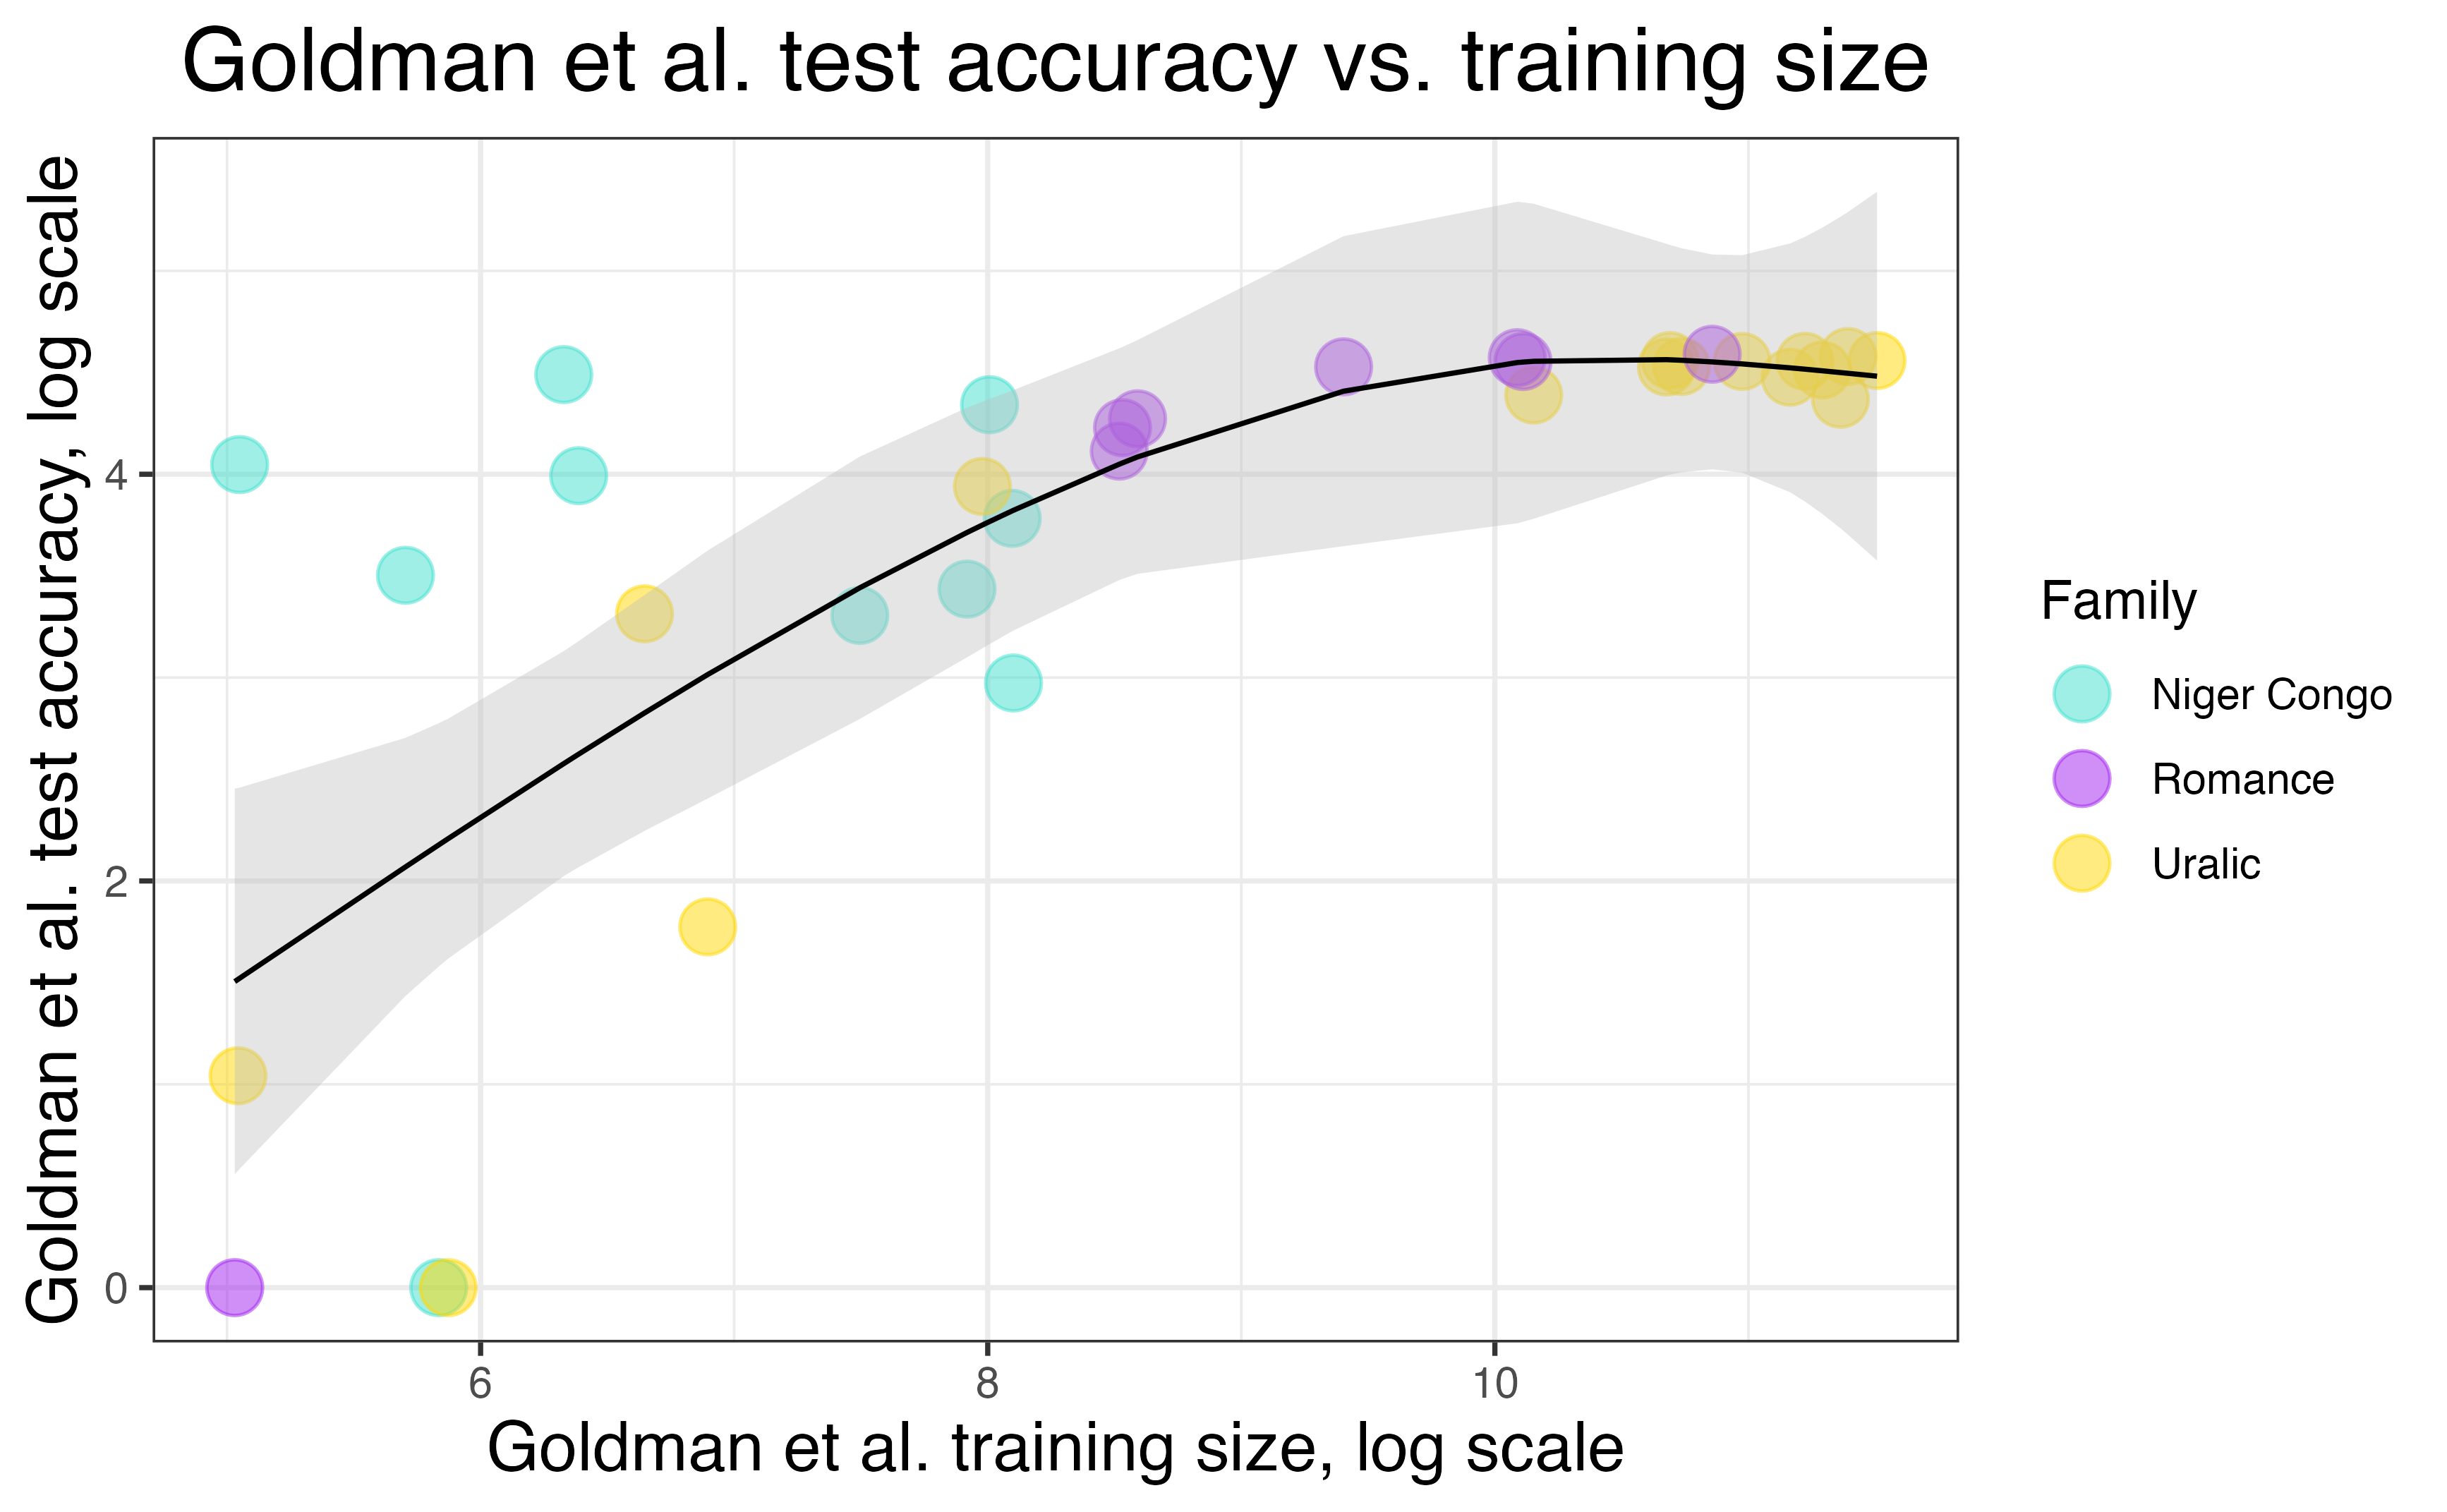 Goldman et al. test accuracy vs. training size
Goldman et al. test accuracy, log scale
4
2
0
6
8
10
Goldman et al. training size, log scale
Family
Niger Congo
Romance
Uralic